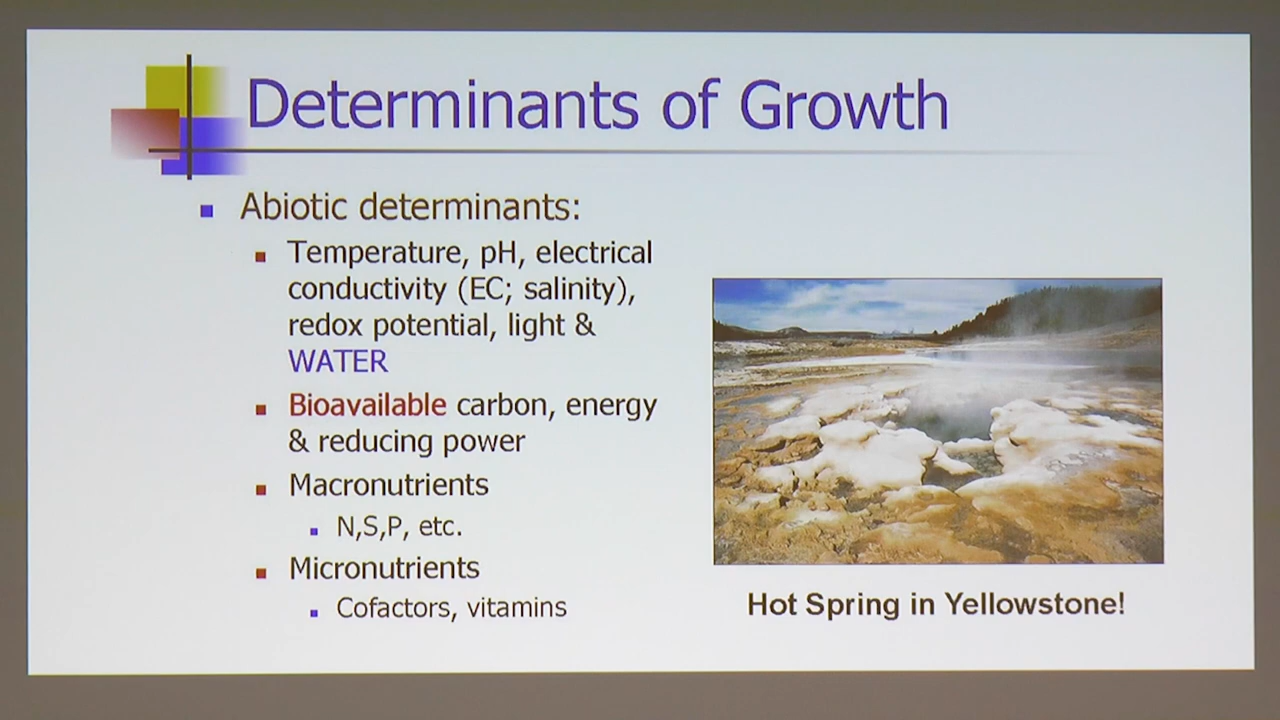 Determinants of Growth
Abiotic determinants:
Temperature, pH, electrical
conductivity (EC; salinity),
redox potential, light &
WATER
Bioavailable carbon, energy
& reducing power
Macronutrients
N,S,P, etc.
Micronutrients
Cofactors, vitamins
Hot Spring in Yellowstone!